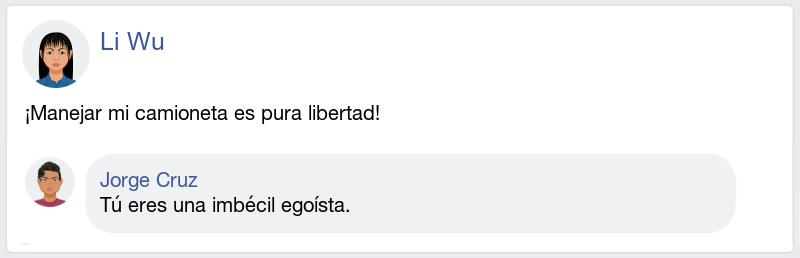 Li Wu
¡Manejar mi camioneta es pura libertad!
Jorge Cruz
Tú eres una imbécil egoísta.